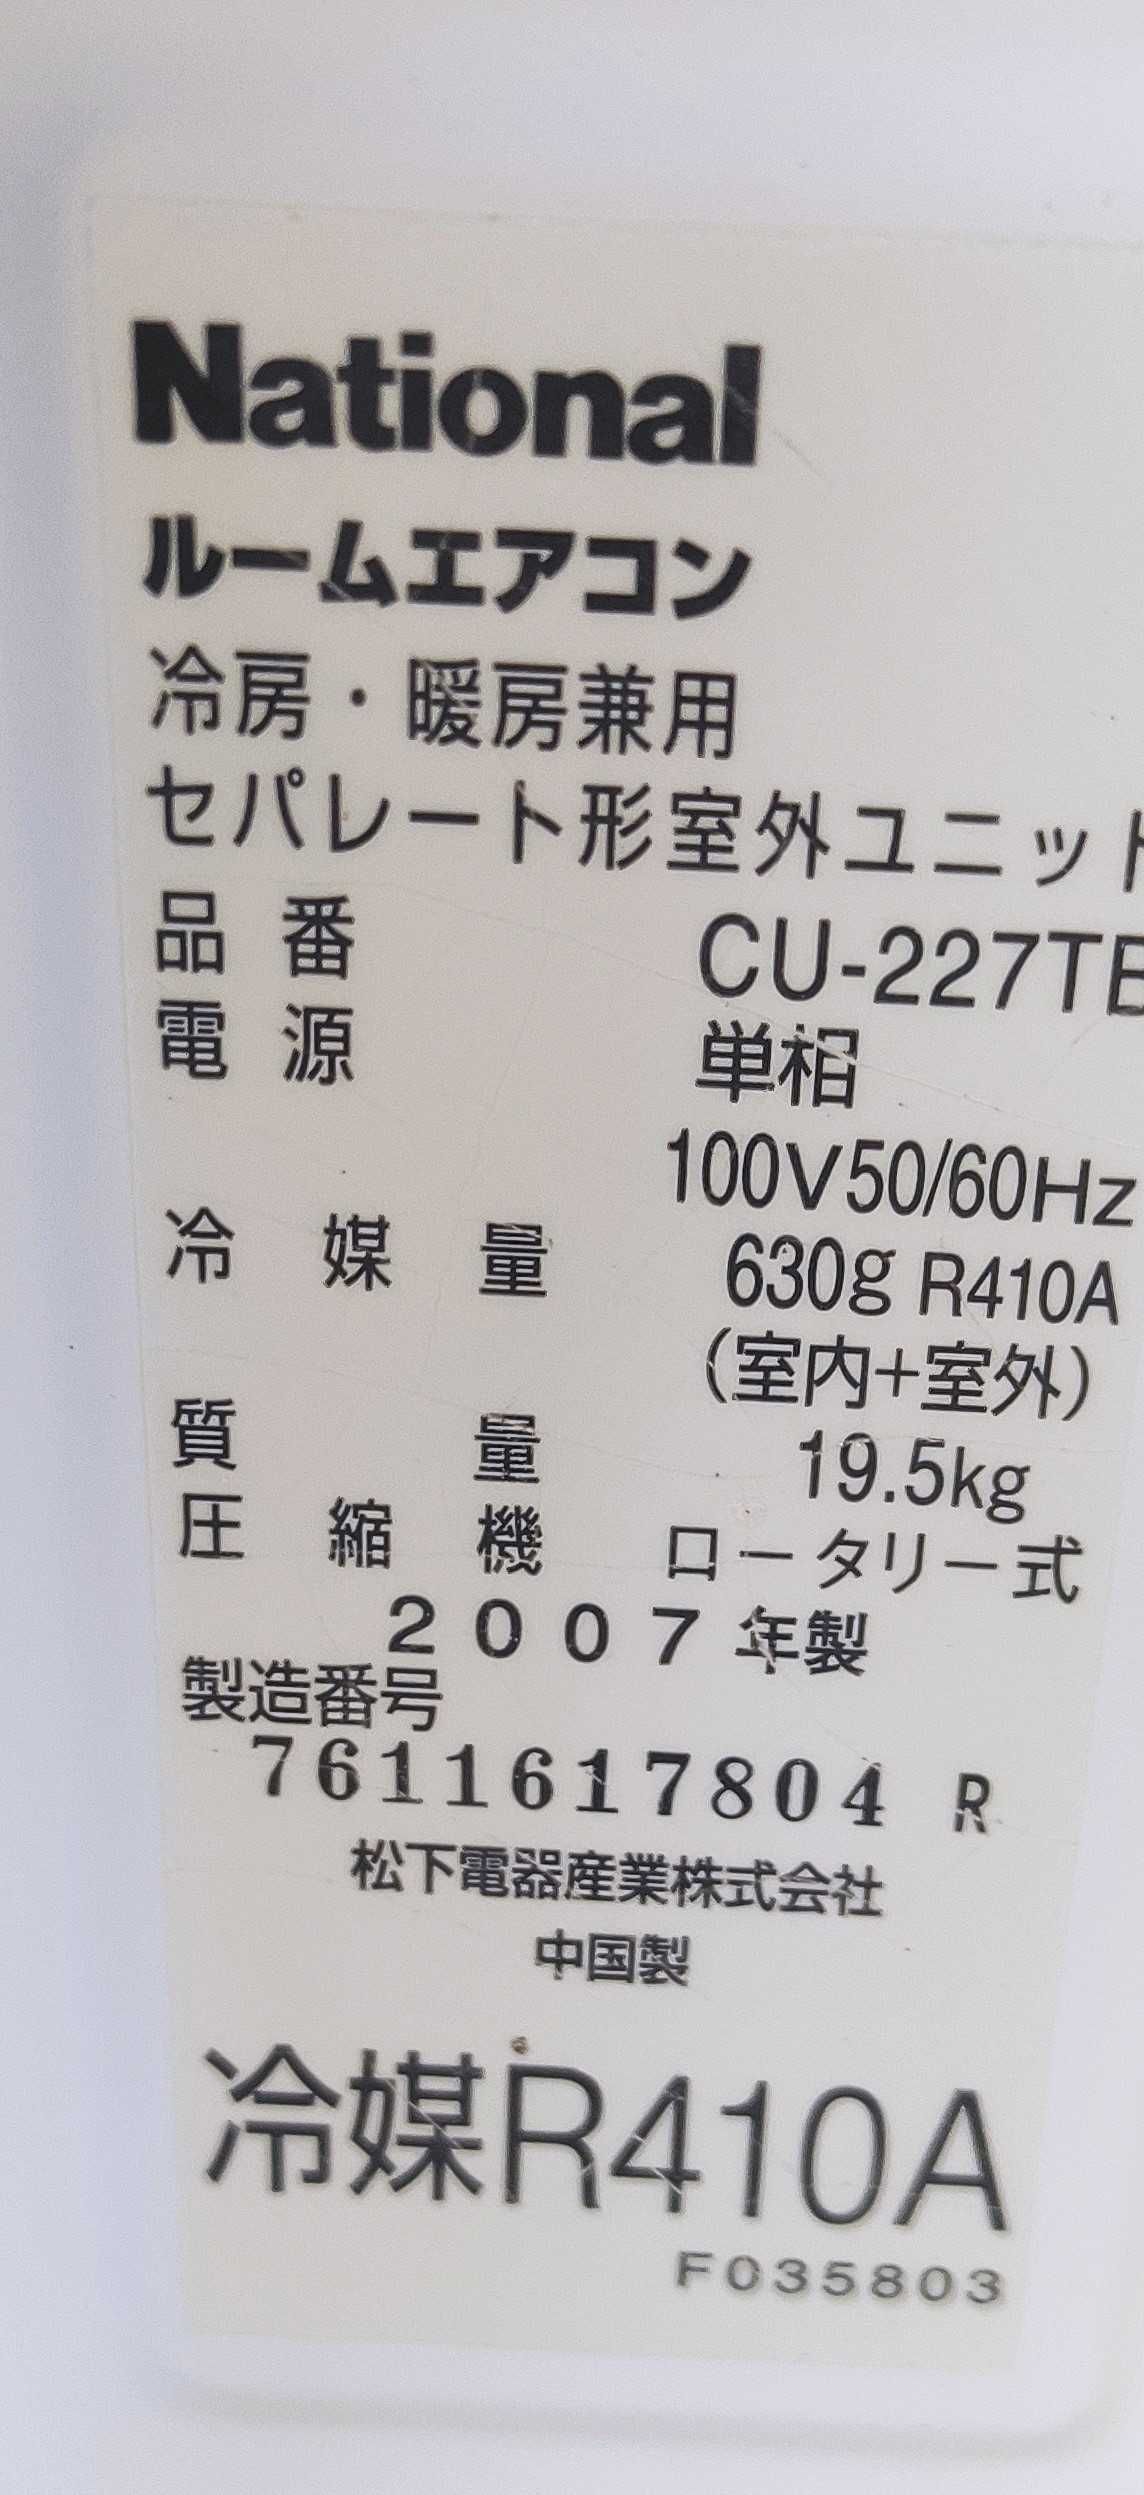 National
ルームエアコン
冷房・暖房兼用
セパレート形室外ユニット
品番 CU-227TB
電源 単相
100V50/60Hz
冷媒量 630g R410A
(室内+室外)
質量 19.5kg
圧縮機 ロータリー式
2007年製
製造番号
7611617804 R
松下電器産業株式会社
中国製
冷媒R410A
F035803